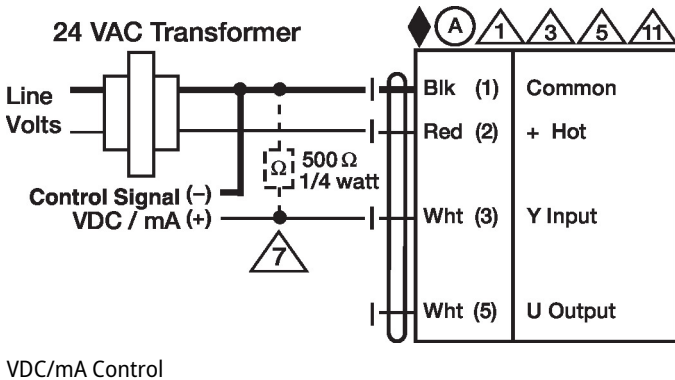 24 VAC Transformer
A 1 3 5 11
Line
Volts
Blk (1) Common
Red (2) + Hot
Ω 500 Ω
1/4 watt
Control Signal (–)
VDC / mA (+)
Wht (3) Y Input
7
Wht (5) U Output
VDC/mA Control